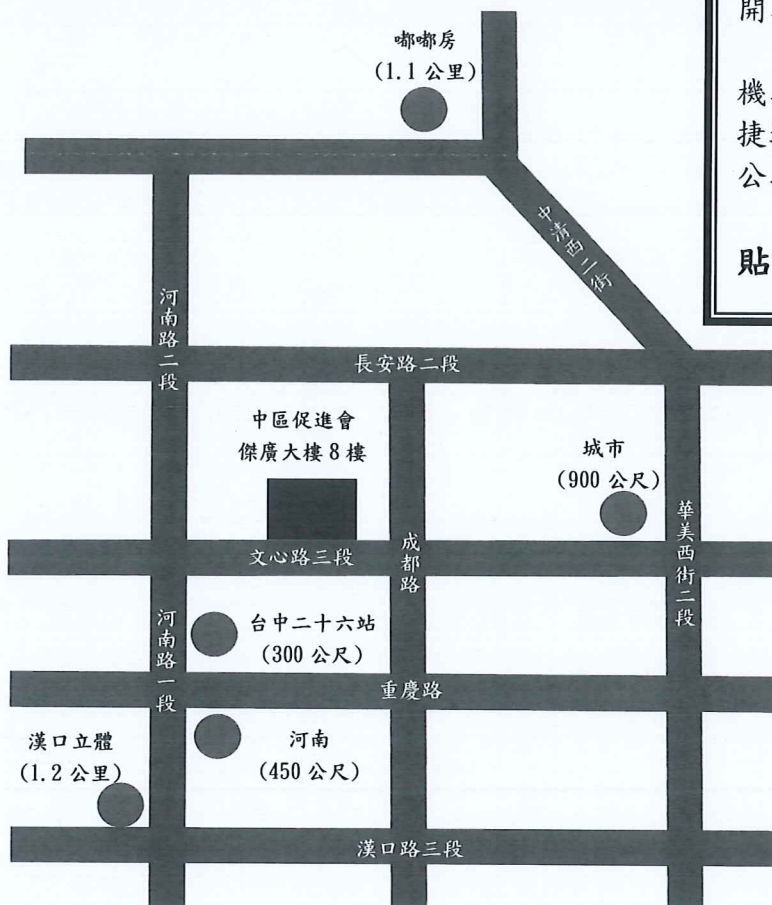 開
嘟嘟房
(1.1 公里)
機
捷
公
貼
中清西二街
河南路二段
長安路二段
中區促進會
傑廣大樓 8 樓
城市
(900 公尺)
華美西街二段
文心路三段
成都路
河南路一段
台中二十六站
(300 公尺)
重慶路
漢口立體
(1.2 公里)
河南
(450 公尺)
漢口路三段